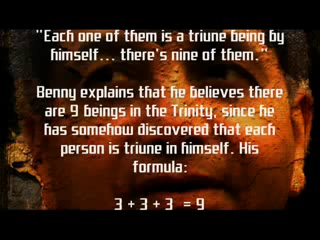 "Each one of them is a triune being by
himself... there's nine of them."
Benny explains that he believes there
are 9 beings in the Trinity, since he
has somehow discovered that each
person is triune in himself. His
formula:
3 + 3 + 3 = 9